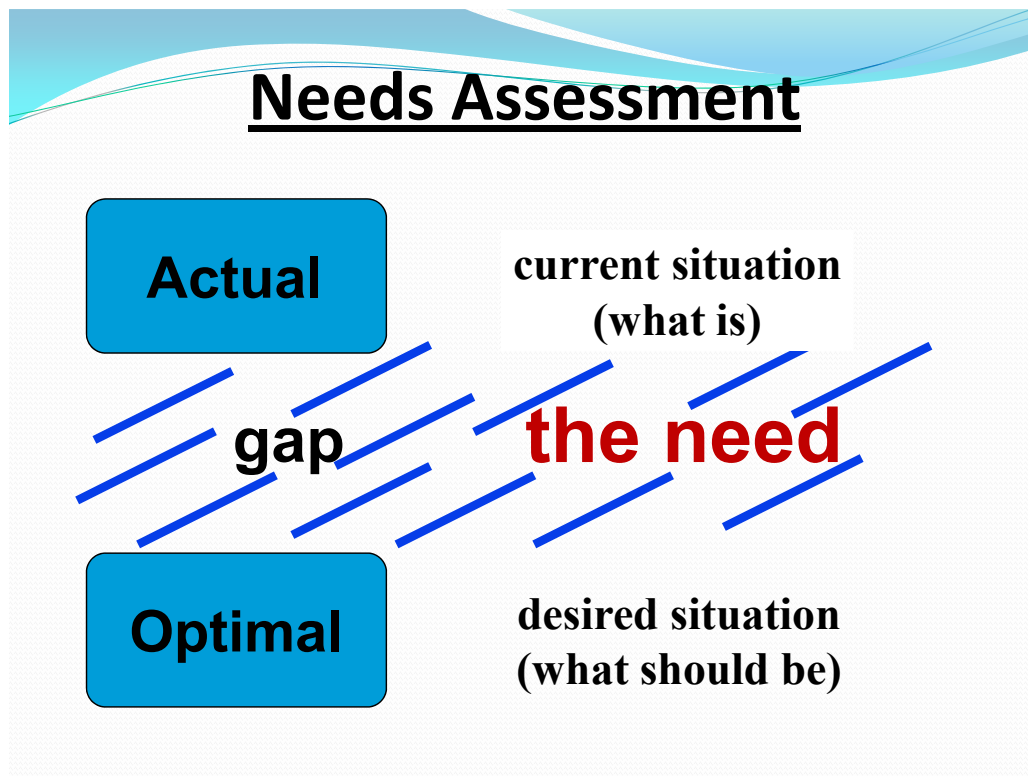 Needs Assessment
Actual
current situation
(what is)
gap
the need
Optimal
desired situation
(what should be)